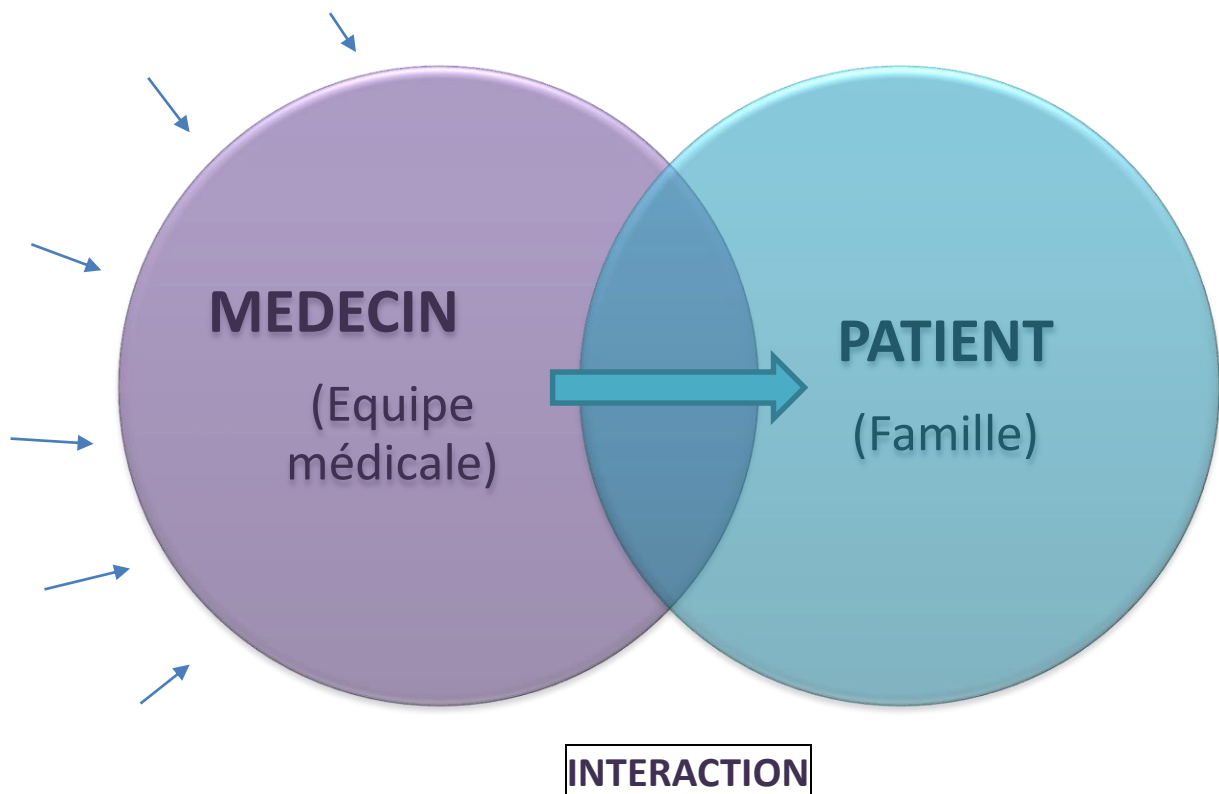 MEDECIN
(Equipe
médicale)
PATIENT
(Famille)
INTERACTION